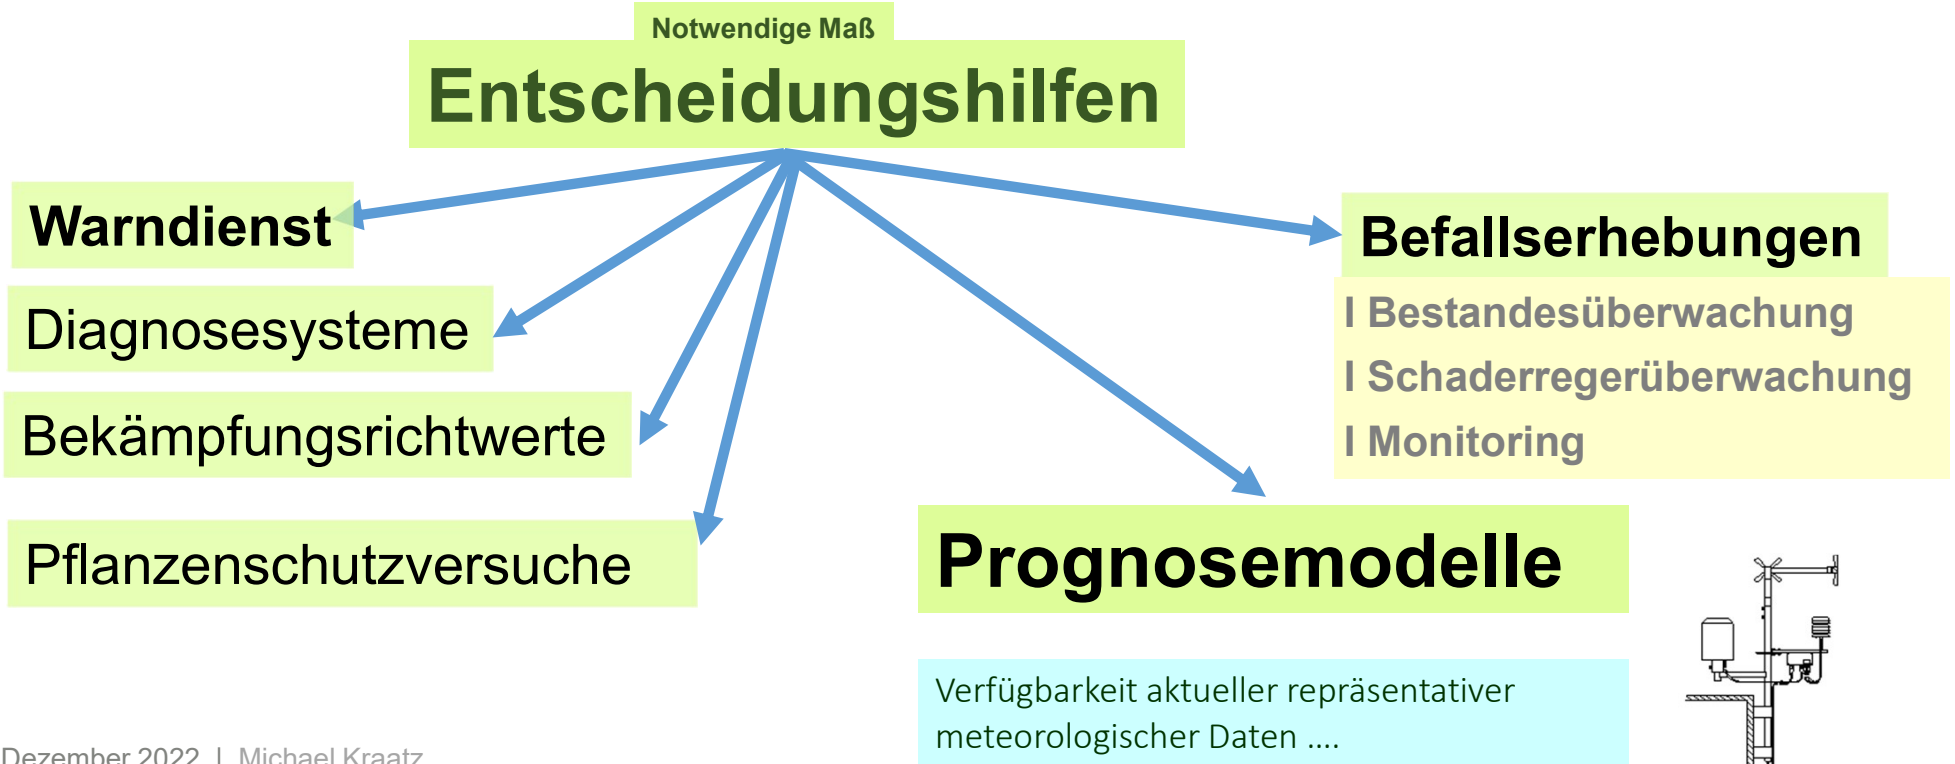 Notwendige Maß
Entscheidungshilfen
Warndienst
Diagnosesysteme
Bekämpfungsrichtwerte
Pflanzenschutzversuche
Befallserhebungen
I Bestandesüberwachung
I Schaderregerüberwachung
I Monitoring
Prognosemodelle
Verfügbarkeit aktueller repräsentativer
meteorologischer Daten ....
Dezember 2022 | Michael Kraatz